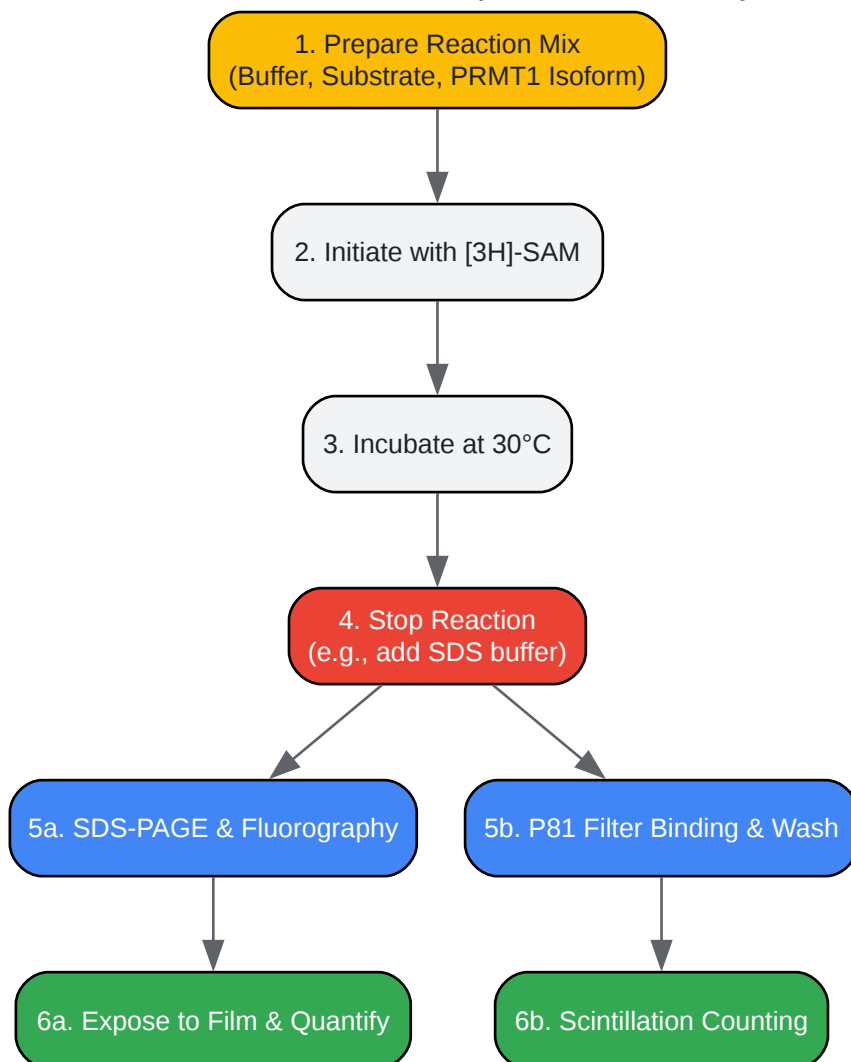 1. Prepare Reaction Mix
(Buffer, Substrate, PRMT1 Isoform)
2. Initiate with [3H]-SAM
3. Incubate at 30°C
4. Stop Reaction
(e.g., add SDS buffer)
5a. SDS-PAGE & Fluorography
5b. P81 Filter Binding & Wash
6a. Expose to Film & Quantify
6b. Scintillation Counting